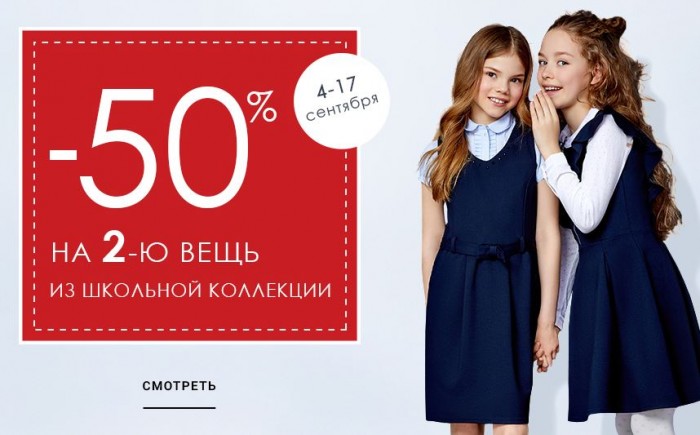 -50%
4-17
сентября
НА 2-Ю ВЕЩЬ
ИЗ ШКОЛЬНОЙ КОЛЛЕКЦИИ
СМОТРЕТЬ